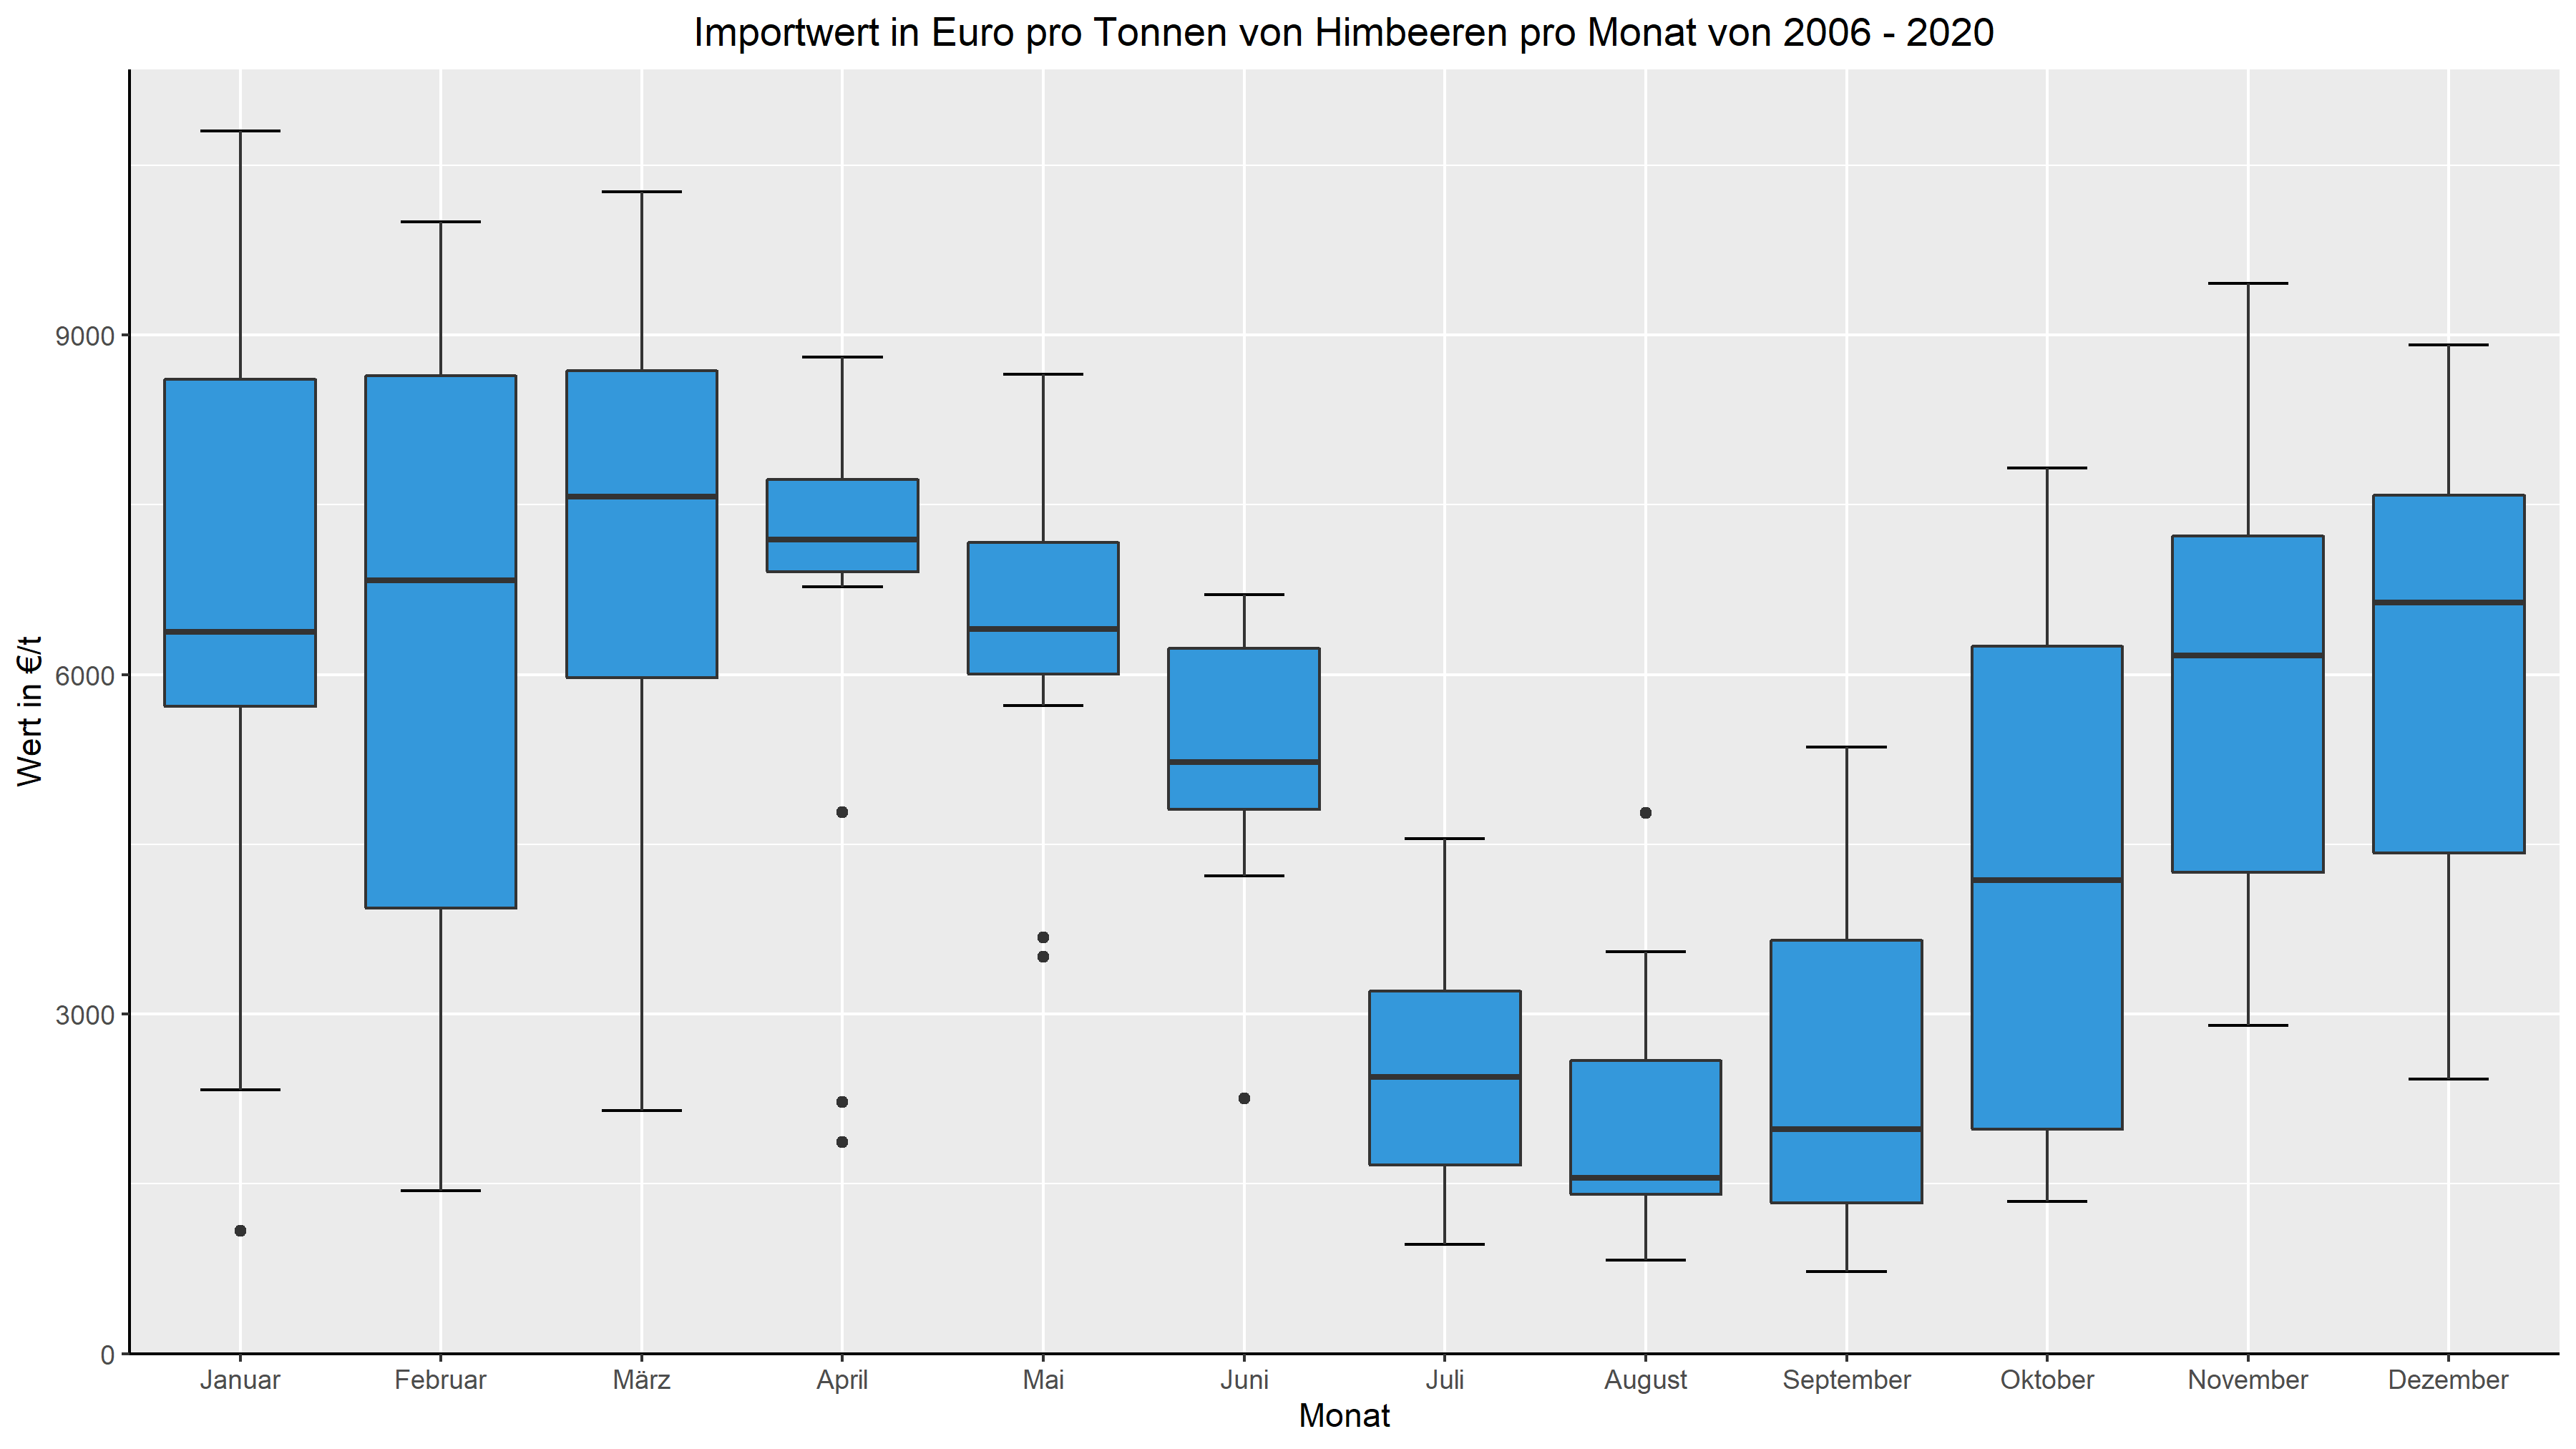 Importwert in Euro pro Tonnen von Himbeeren pro Monat von 2006 - 2020
Wert in €/t
9000
6000
3000
0
Januar Februar März April Mai Juni Juli August September Oktober November Dezember
Monat